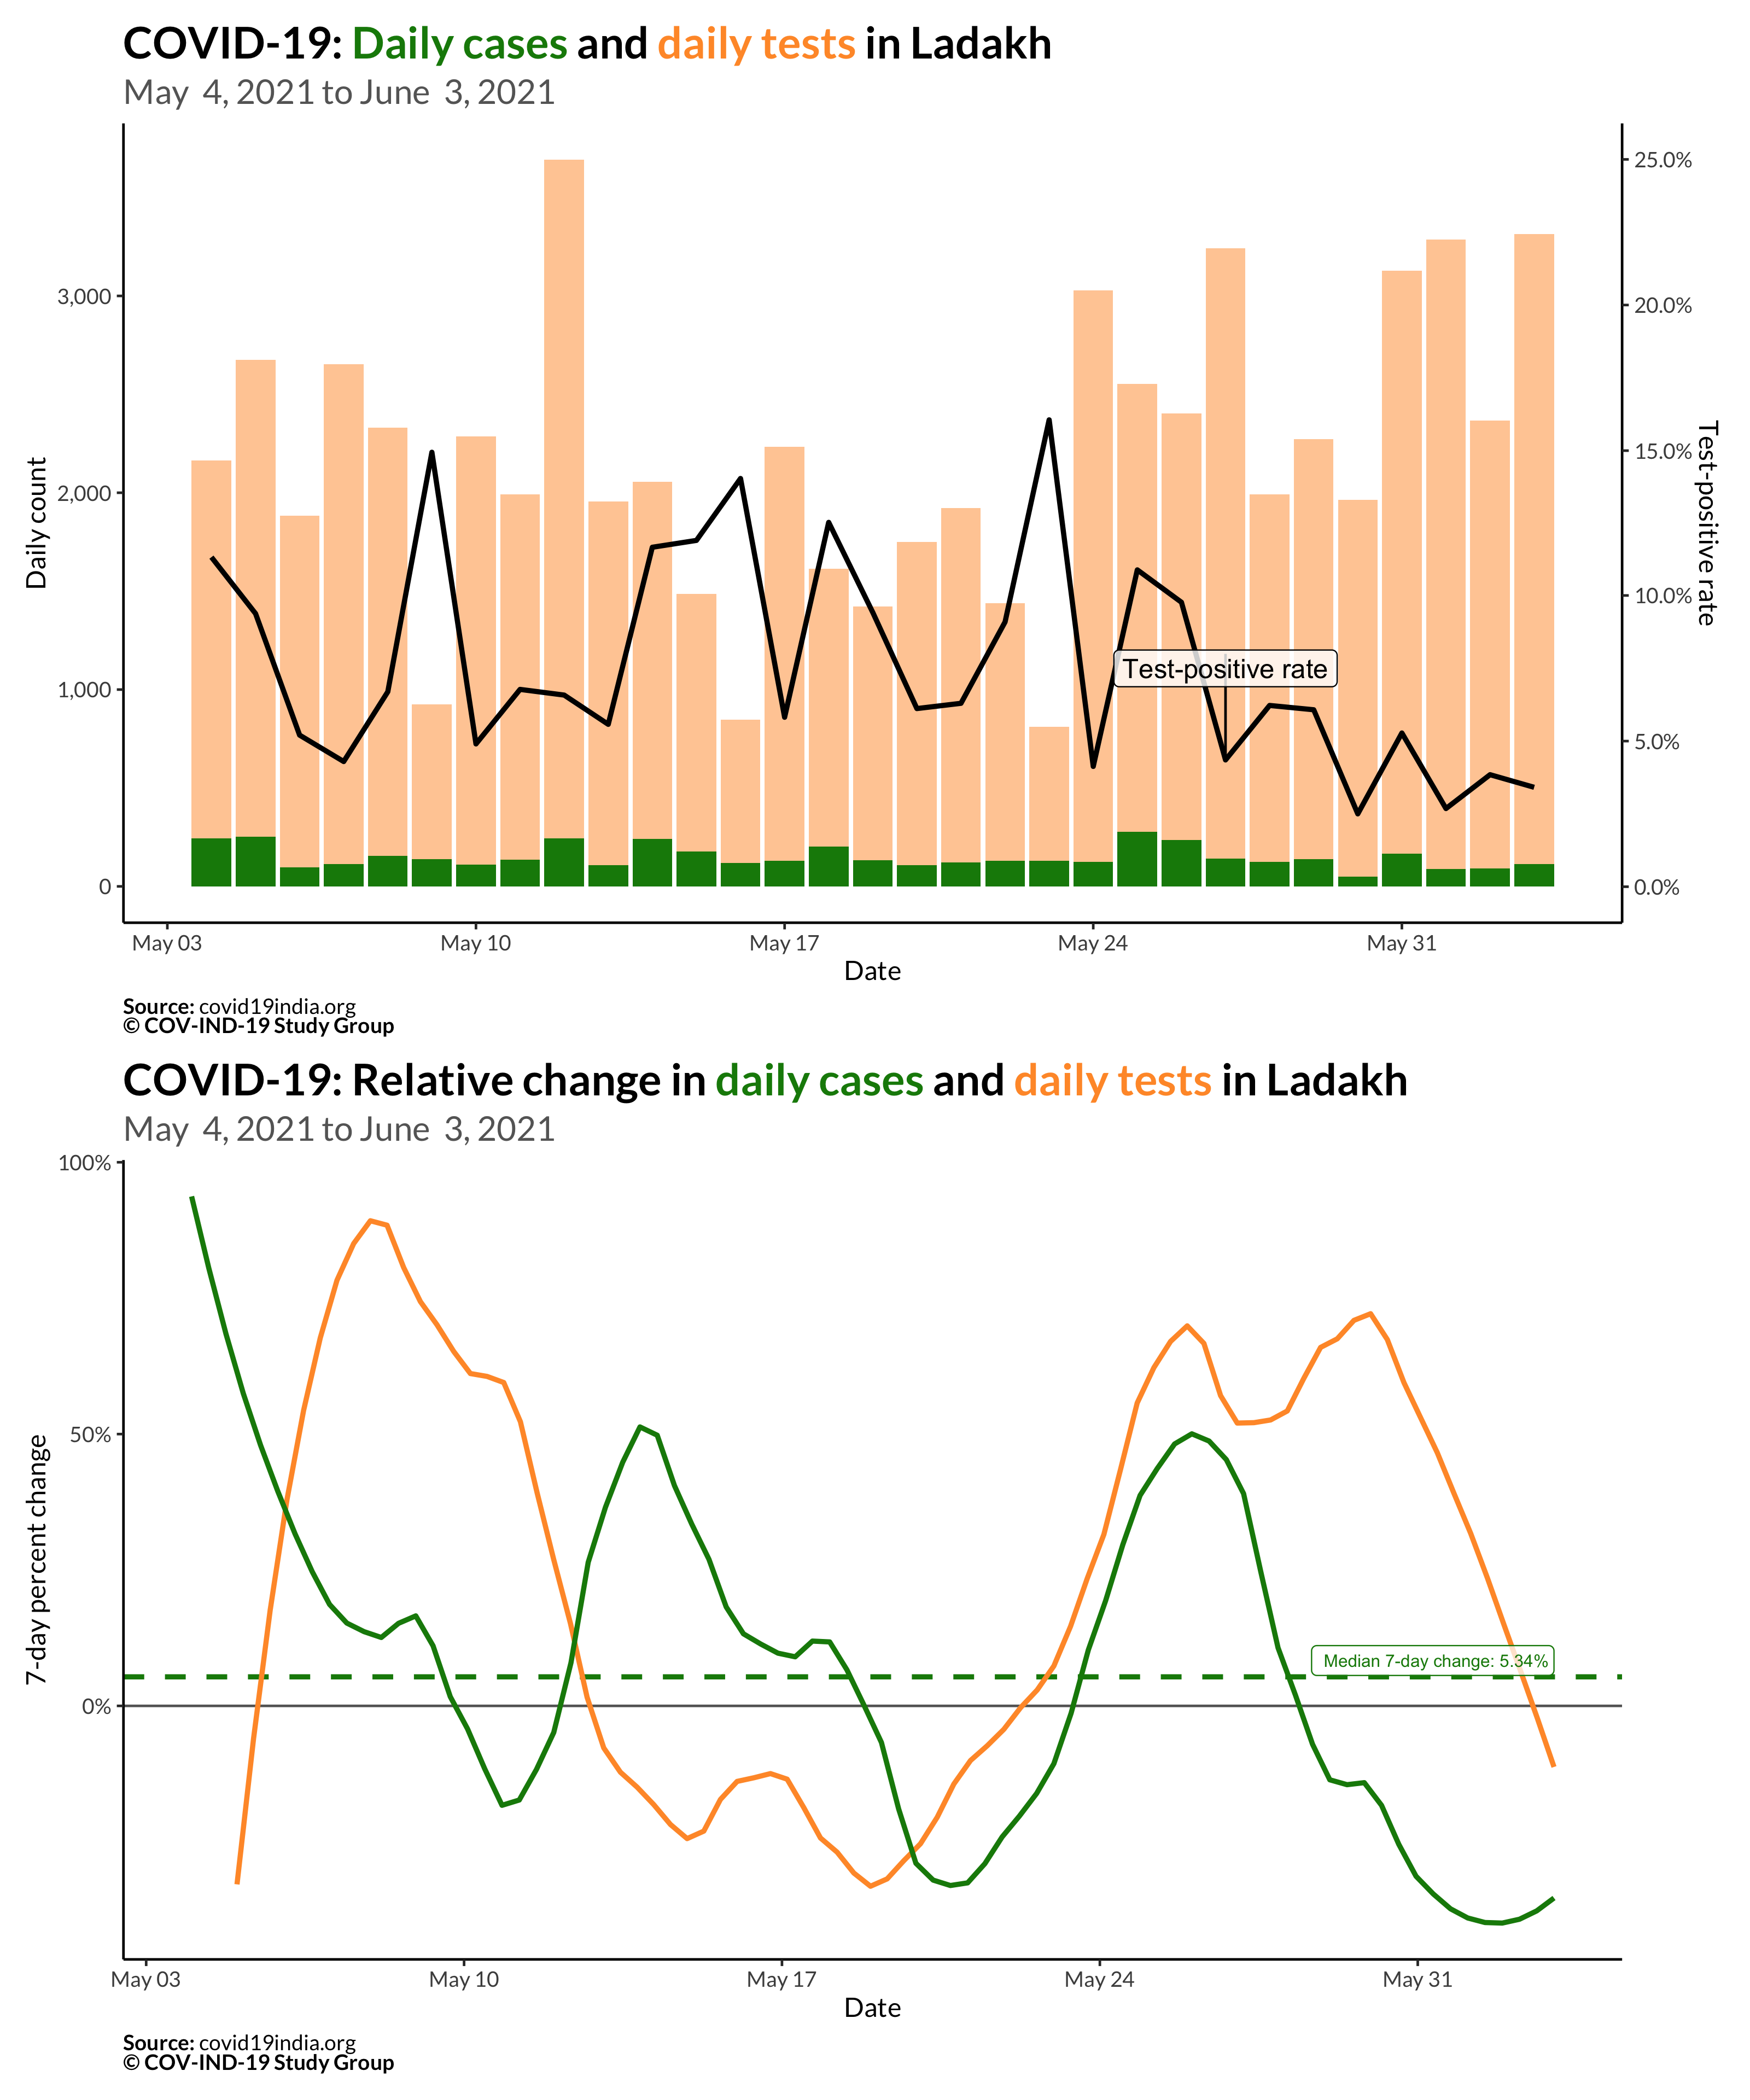 COVID-19: Daily cases and daily tests in Ladakh
May 4, 2021 to June 3, 2021
Daily count
3,000
2,000
1,000
0
25.0%
20.0%
15.0%
10.0%
5.0%
0.0%
Test-positive rate
Test-positive rate
May 03
May 10
May 17
May 24
May 31
Date
Source: covid19india.org
© COV-IND-19 Study Group
COVID-19: Relative change in daily cases and daily tests in Ladakh
May 4, 2021 to June 3, 2021
7-day percent change
100%
50%
0%
Median 7-day change: 5.34%
May 03
May 10
May 17
May 24
May 31
Date
Source: covid19india.org
© COV-IND-19 Study Group